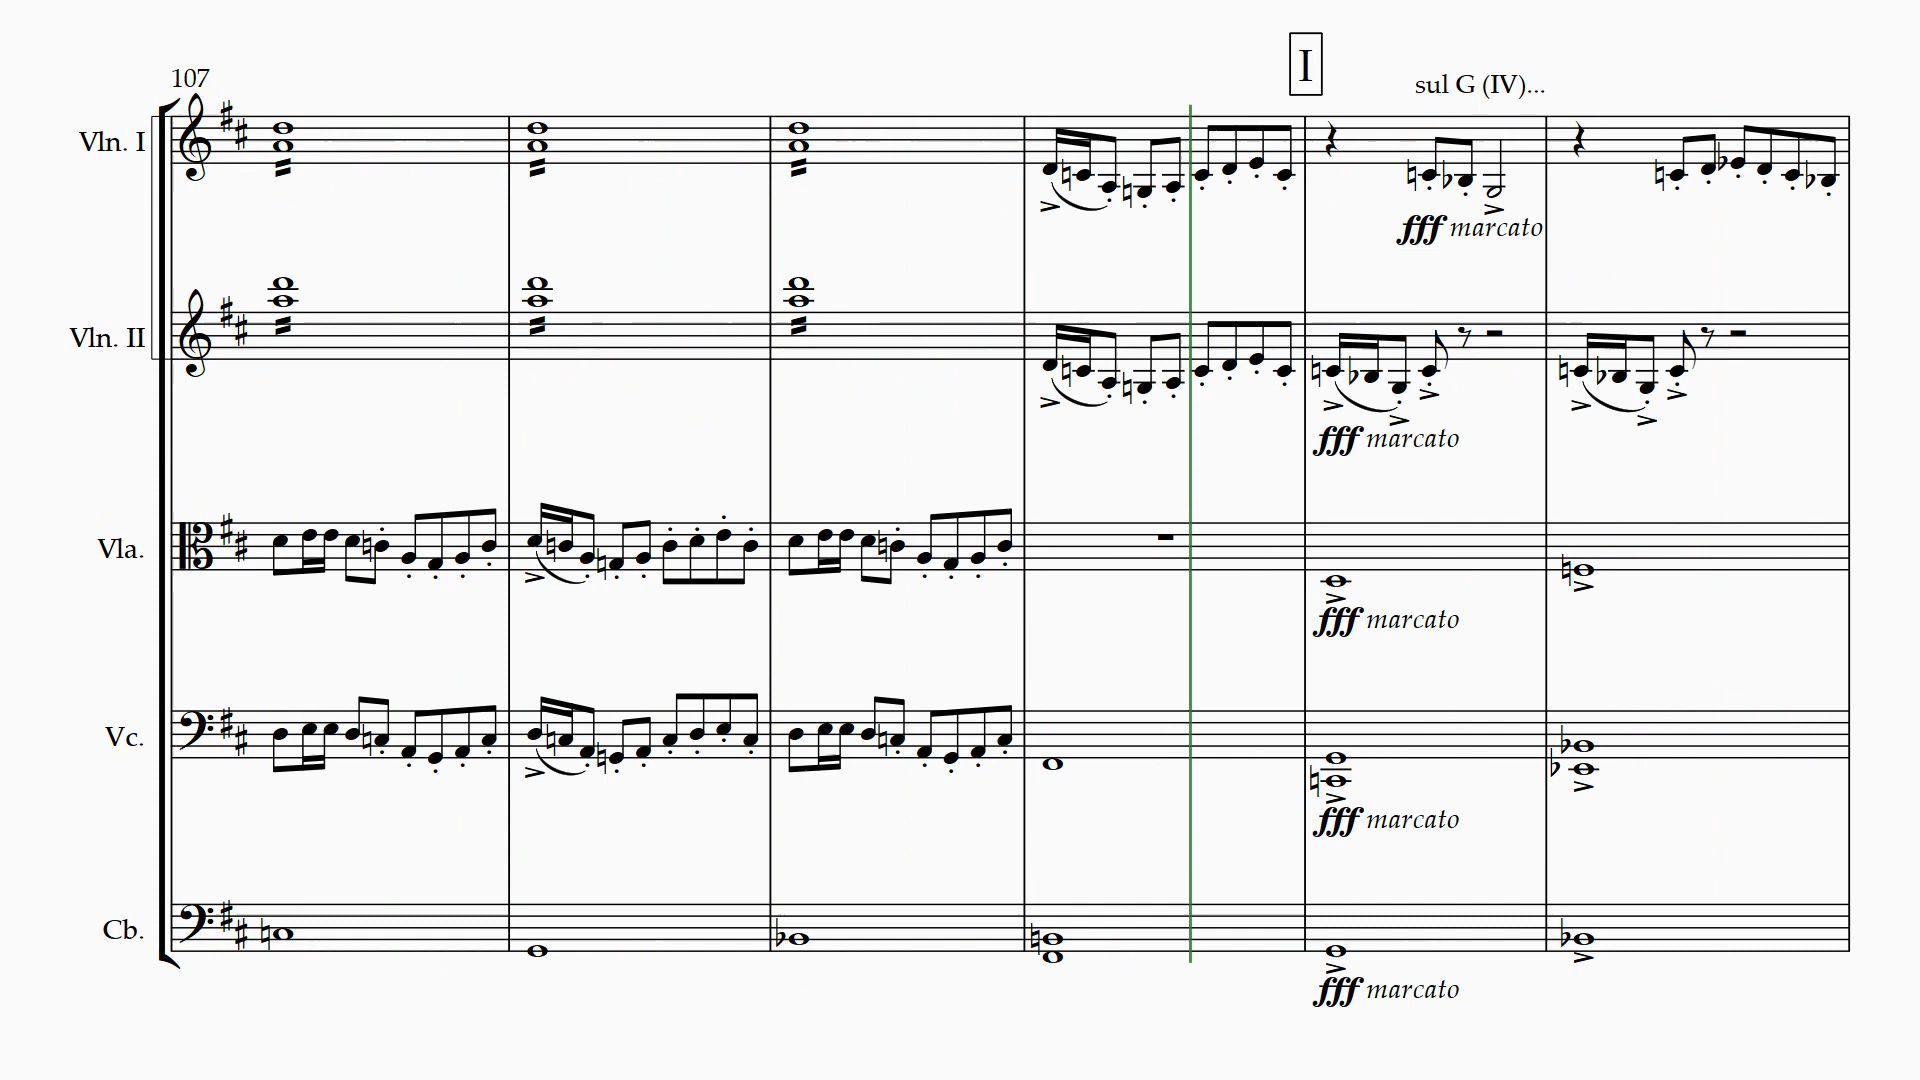 I
107
sul G (IV)...
Vln. I
fff marcato
Vln. II
fff marcato
Vla.
fff marcato
Vc.
fff marcato
Cb.
fff marcato